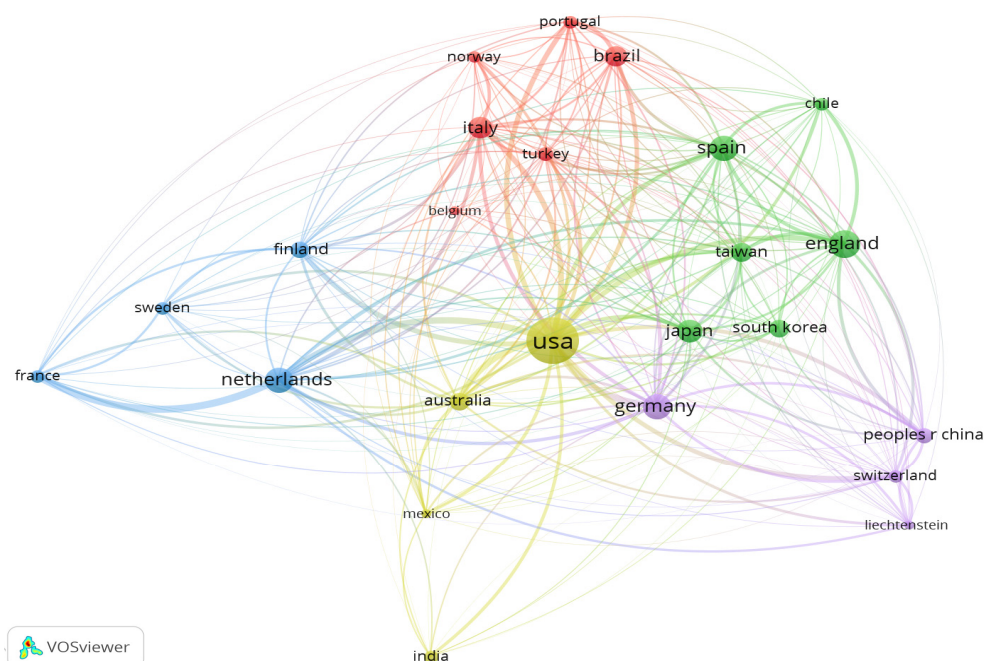 portugal
norway
brazil
chile
italy
turkey
spain
belgium
finland
taiwan
england
sweden
usa
japan
south korea
france
netherlands
australia
germany
peoples r china
switzerland
mexico
liechtenstein
VOSviewer
india